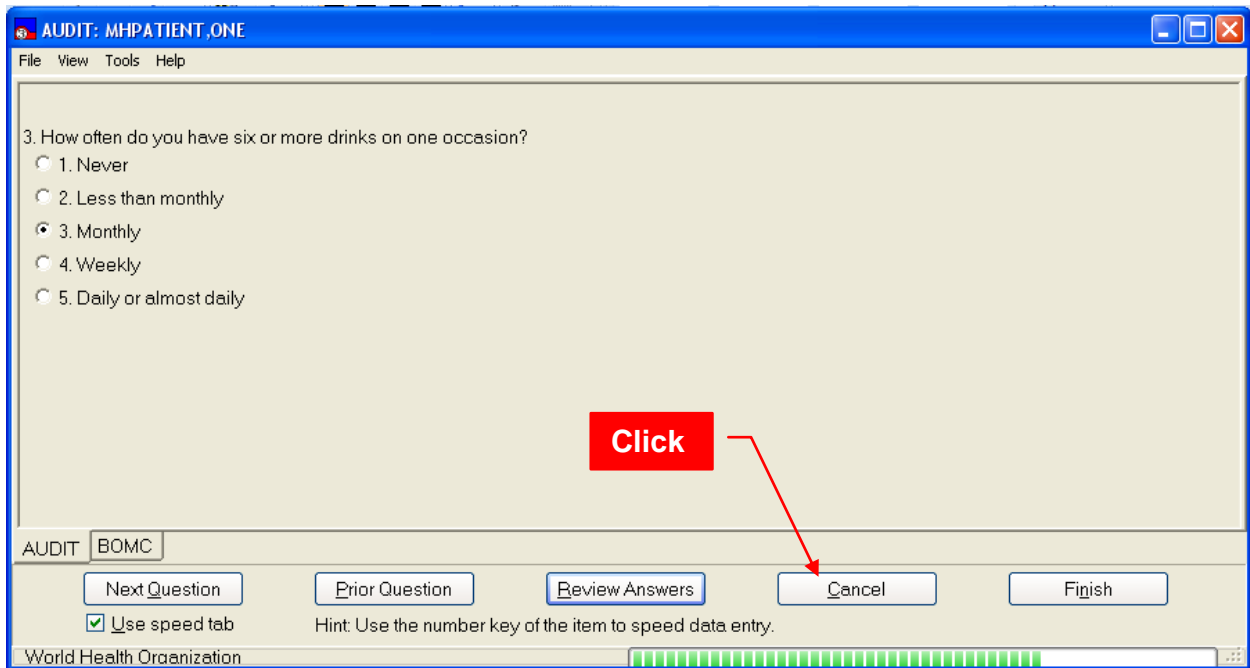 AUDIT: MHPATIENT,ONE
File View Tools Help
3. How often do you have six or more drinks on one occasion?
1. Never
2. Less than monthly
3. Monthly
4. Weekly
5. Daily or almost daily
Click
AUDIT BOMC
Next Question Prior Question Review Answers Cancel Finish
Use speed tab Hint: Use the number key of the item to speed data entry.
World Health Organization